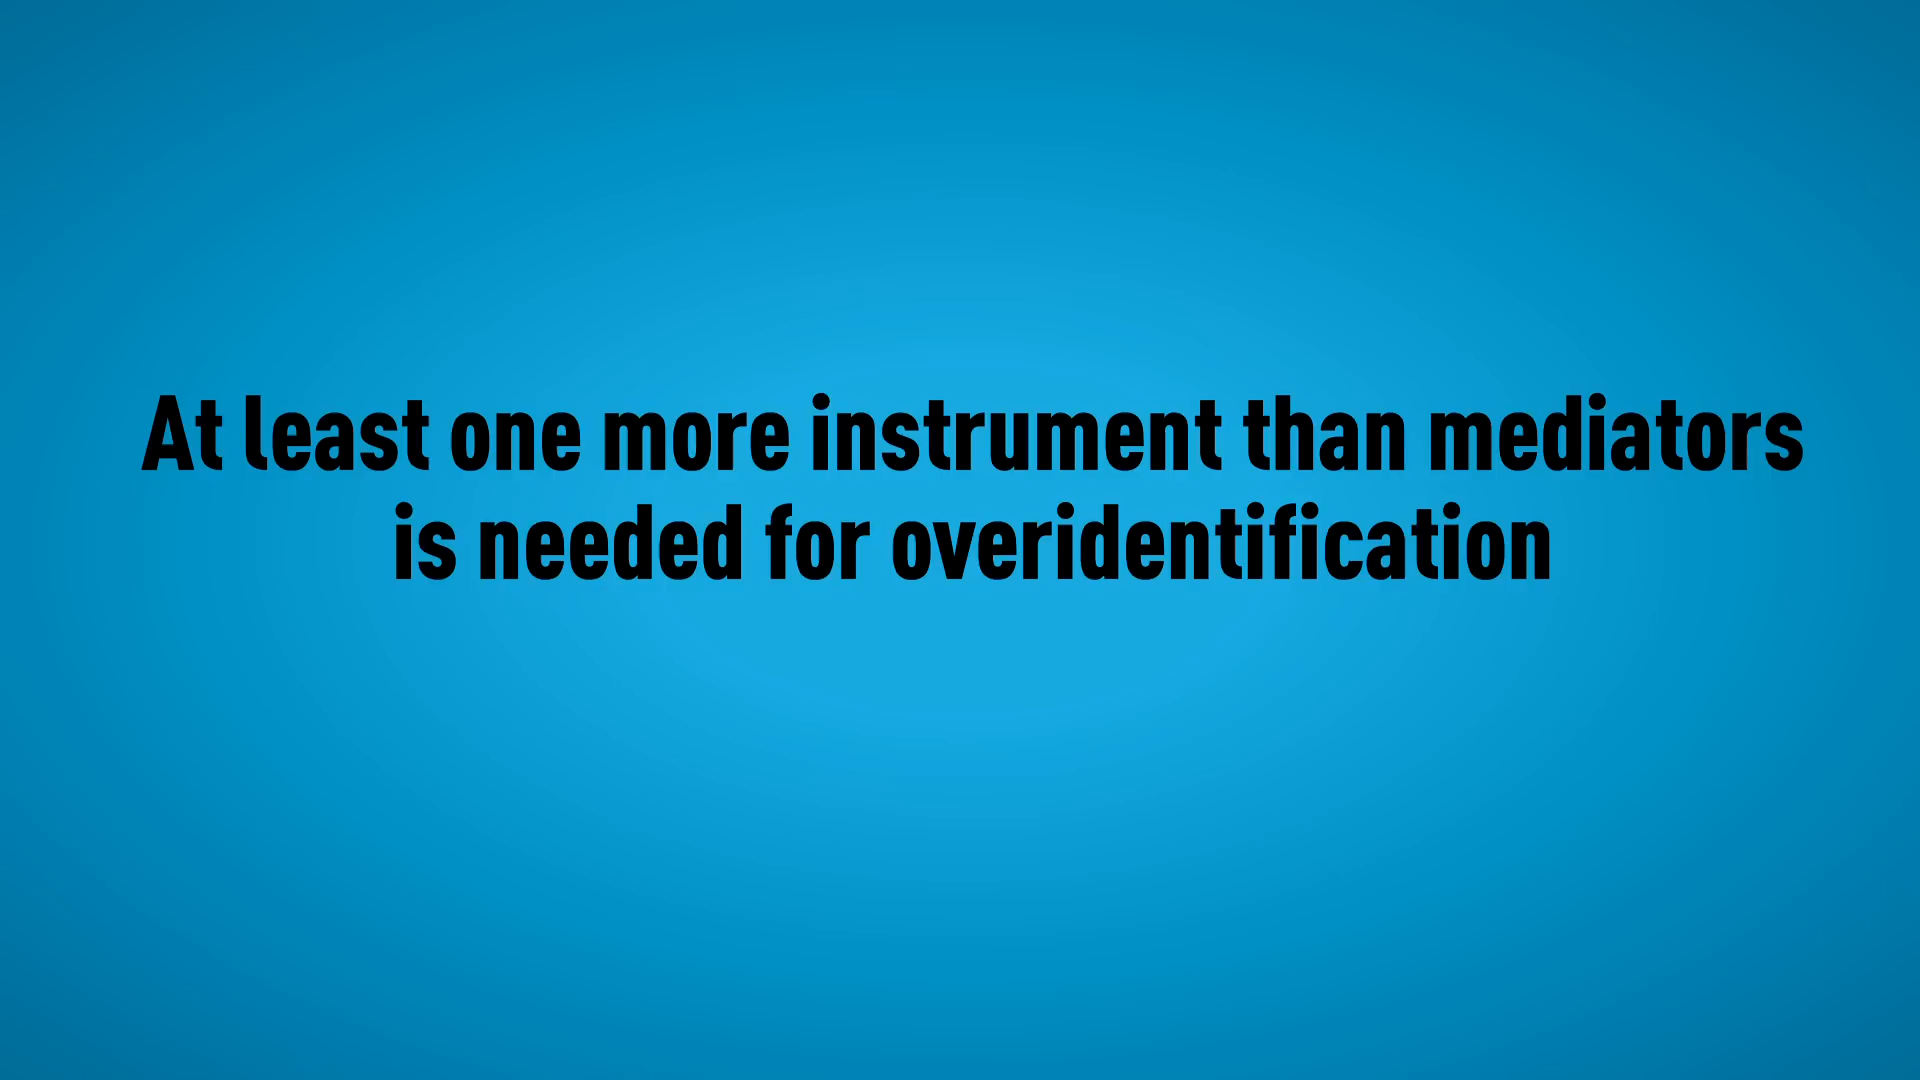 At least one more instrument than mediators
is needed for overidentification